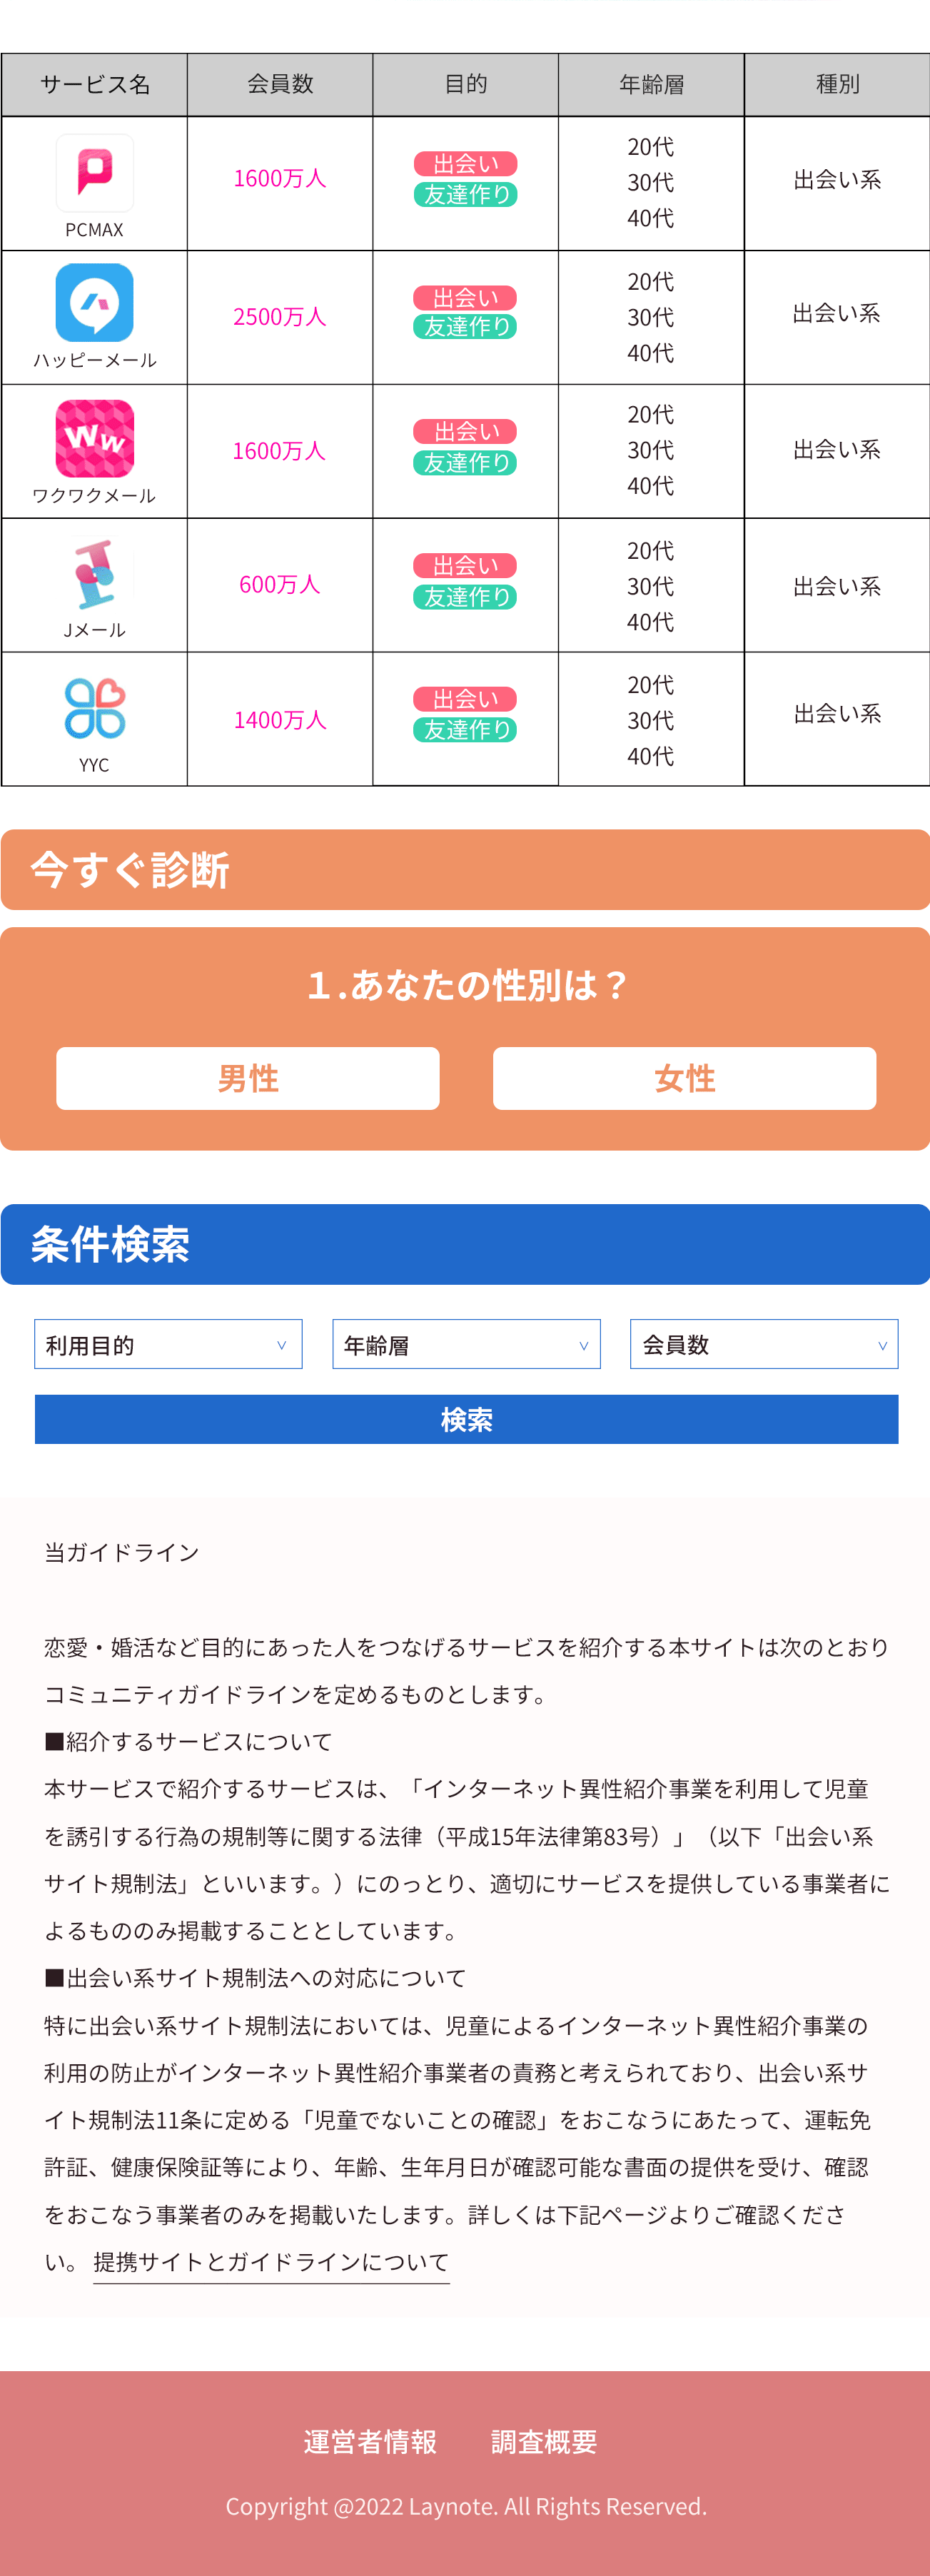 サービス名 会員数 目的 年齢層 種別
PCMAX
1600万人
出会い
友達作り
20代
30代
40代
出会い系
ハッピーメール
2500万人
出会い
友達作り
20代
30代
40代
出会い系
Ww
ワクワクメール
1600万人
出会い
友達作り
20代
30代
40代
出会い系
Jメール
600万人
出会い
友達作り
20代
30代
40代
出会い系
YYC
1400万人
出会い
友達作り
20代
30代
40代
出会い系
今すぐ診断
１.あなたの性別は？
男性 女性
条件検索
利用目的 年齢層 会員数
検索
当ガイドライン
恋愛・婚活など目的にあった人をつなげるサービスを紹介する本サイトは次のとおり
コミュニティガイドラインを定めるものとします。
■紹介するサービスについて
本サービスで紹介するサービスは、「インターネット異性紹介事業を利用して児童
を誘引する行為の規制等に関する法律（平成15年法律第83号）」（以下「出会い系
サイト規制法」といいます。）にのっとり、適切にサービスを提供している事業者に
よるもののみ掲載することとしています。
■出会い系サイト規制法への対応について
特に出会い系サイト規制法においては、児童によるインターネット異性紹介事業の
利用の防止がインターネット異性紹介事業者の責務と考えられており、出会い系サ
イト規制法11条に定める「児童でないことの確認」をおこなうにあたって、運転免
許証、健康保険証等により、年齢、生年月日が確認可能な書面の提供を受け、確認
をおこなう事業者のみを掲載いたします。詳しくは下記ページよりご確認くださ
い。 提携サイトとガイドラインについて
運営者情報 調査概要
Copyright @2022 Laynote. All Rights Reserved.